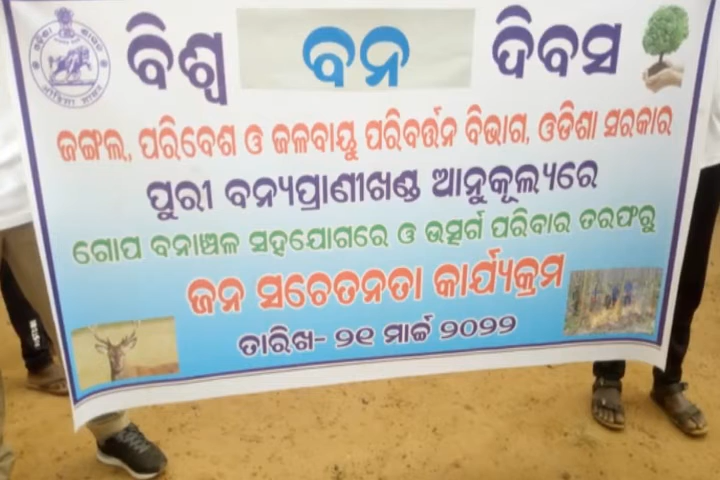 ବିଶ୍ୱ ବନ ଦିବସ
ଜଙ୍ଗଲ, ପରିବେଶ ଓ ଜଳବାୟୁ ପରିବର୍ତ୍ତନ ବିଭାଗ, ଓଡିଶା ସରକାର
ପୁରୀ ବନ୍ୟପ୍ରାଣୀଖଣ୍ଡ ଆନୁକୂଲ୍ୟରେ
ଗୋପ ବନାଞ୍ଚଳ ସହଯୋଗରେ ଓ ଉତ୍ସର୍ଗ ପରିବାର ତରଫରୁ
ଜନ ସଚେତନତା କାର୍ଯ୍ୟକ୍ରମ
ତାରିଖ- ୨୧ ମାର୍ଚ୍ଚ ୨୦୨୨